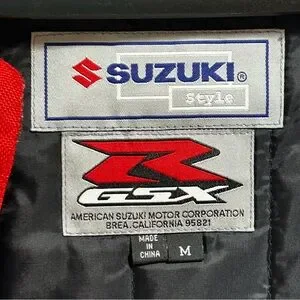 SUZUKI®
Style
R
GSX
AMERICAN SUZUKI MOTOR CORPORATION
BREA, CALIFORNIA 95821
MADE IN CHINA
M